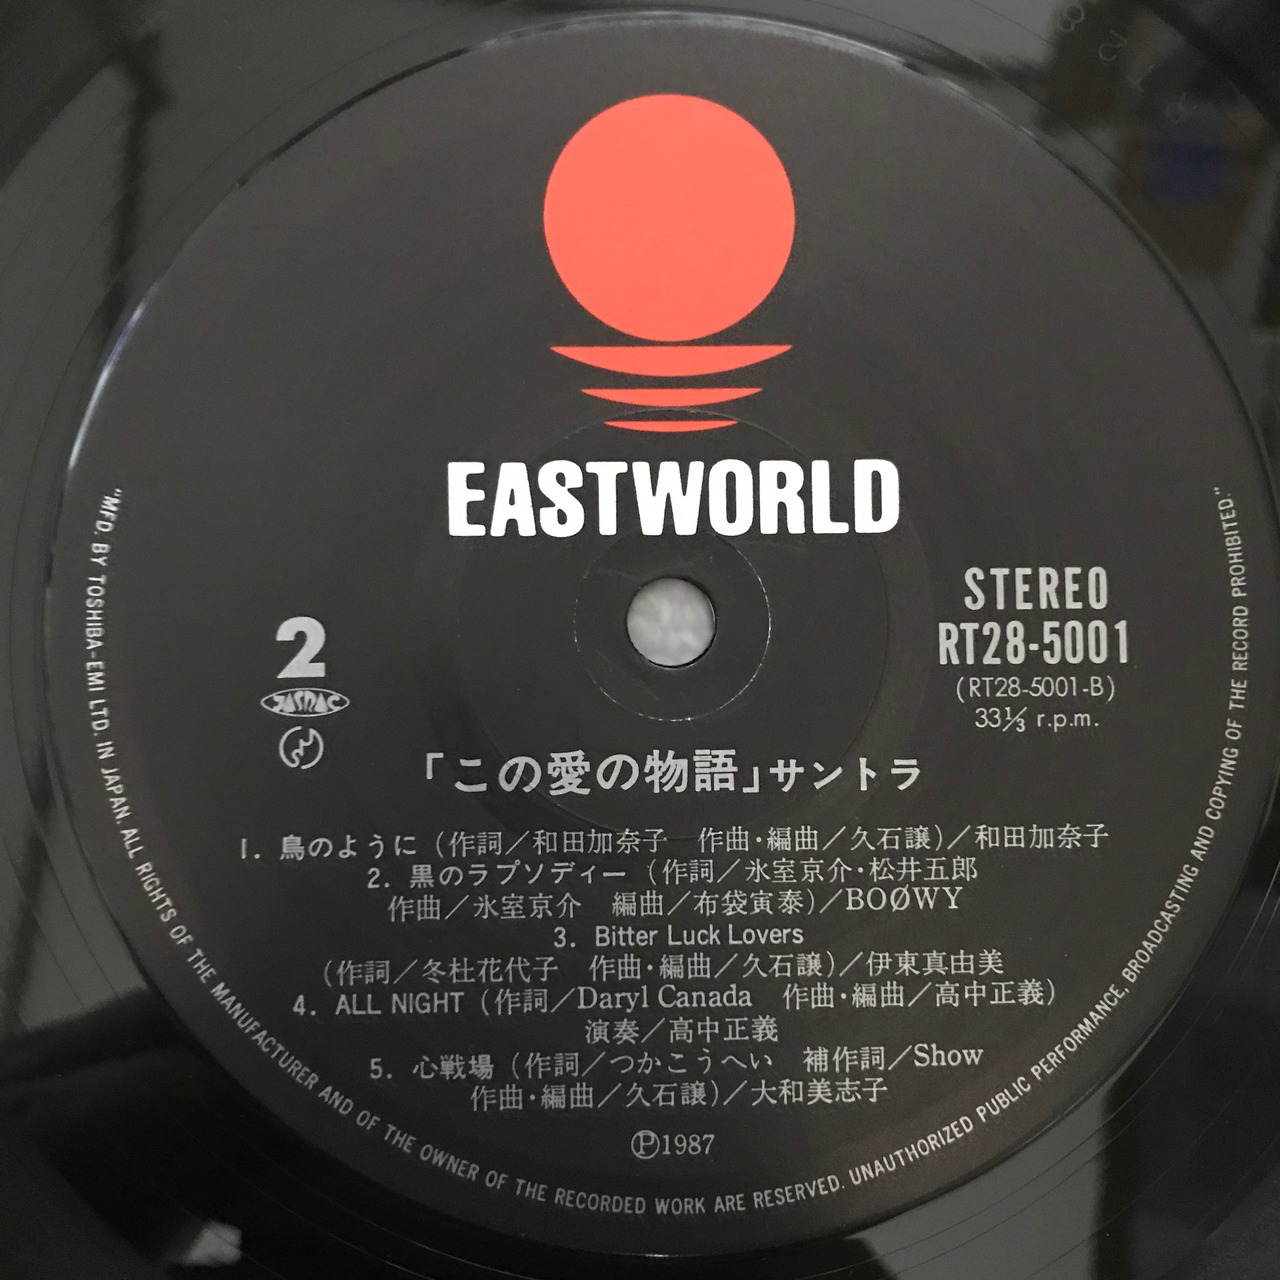 EASTWORLD
STEREO
RT28-5001
(RT28-5001-B)
33⅓ r.p.m.
2
JASRAC
「この愛の物語」サントラ
1. 鳥のように (作詞/和田加奈子 作曲・編曲/久石譲)/和田加奈子
2. 黒のラプソディー (作詞/氷室京介・松井五郎
作曲/氷室京介 編曲/布袋寅泰)/BOØWY
3. Bitter Luck Lovers
(作詞/冬杜花代子 作曲・編曲/久石譲)/伊東真由美
4. ALL NIGHT (作詞/Daryl Canada 作曲・編曲/高中正義)
演奏/高中正義
5. 心戦場 (作詞/つかこうへい 補作詞/Show
作曲・編曲/久石譲)/大和美志子
Ⓟ1987
"MFD. BY TOSHIBA-EMI LTD. IN JAPAN. ALL RIGHTS OF THE MANUFACTURER AND OF THE OWNER OF THE RECORDED WORK ARE RESERVED. UNAUTHORIZED PUBLIC PERFORMANCE, BROADCASTING AND COPYING OF THE RECORD PROHIBITED."